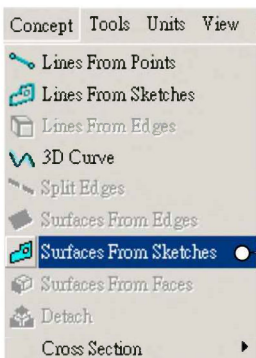 Concept Tools Units View
Lines From Points
Lines From Sketches
Lines From Edges
3D Curve
Split Edges
Surfaces From Edges
Surfaces From Sketches
Surfaces From Faces
Detach
Cross Section